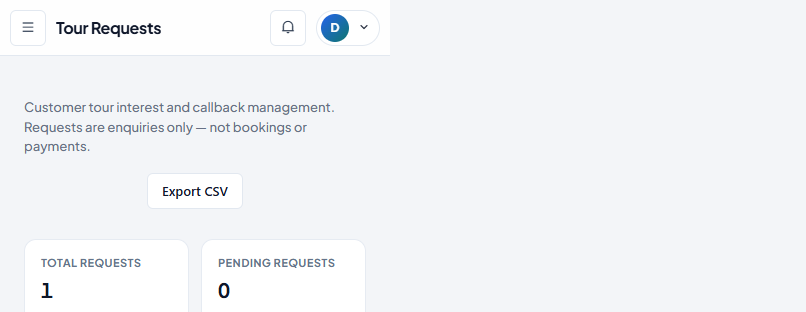 Tour Requests
D
Customer tour interest and callback management.
Requests are enquiries only — not bookings or
payments.
Export CSV
TOTAL REQUESTS
PENDING REQUESTS
1
0